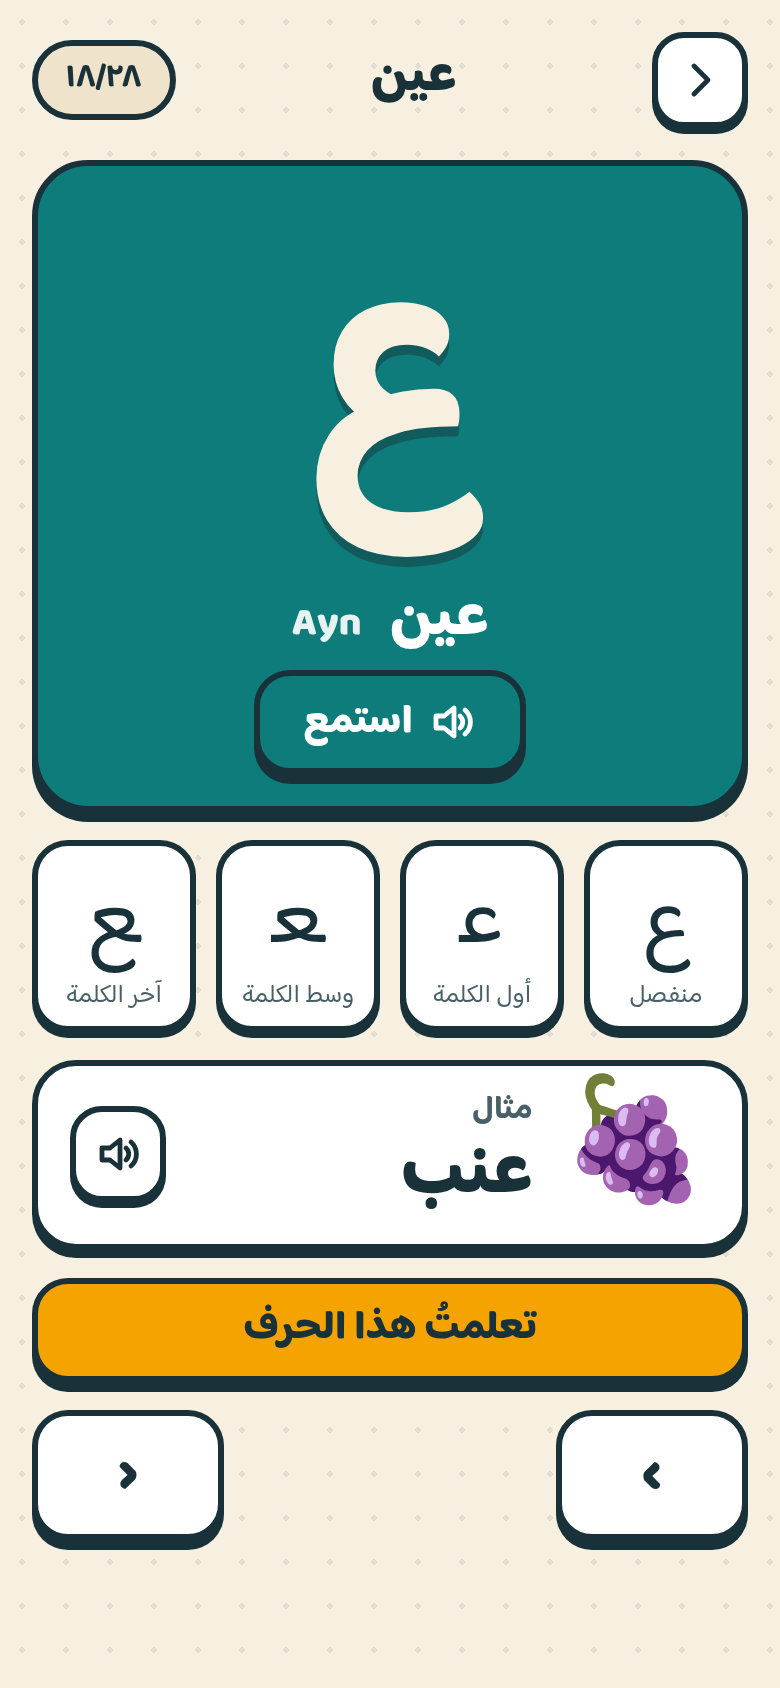 عين
١٨/٢٨
ع
عين Ayn
استمع
ع عـ ـعـ ـع
منفصل أول الكلمة وسط الكلمة آخر الكلمة
مثال
عنب
تعلمتُ هذا الحرف